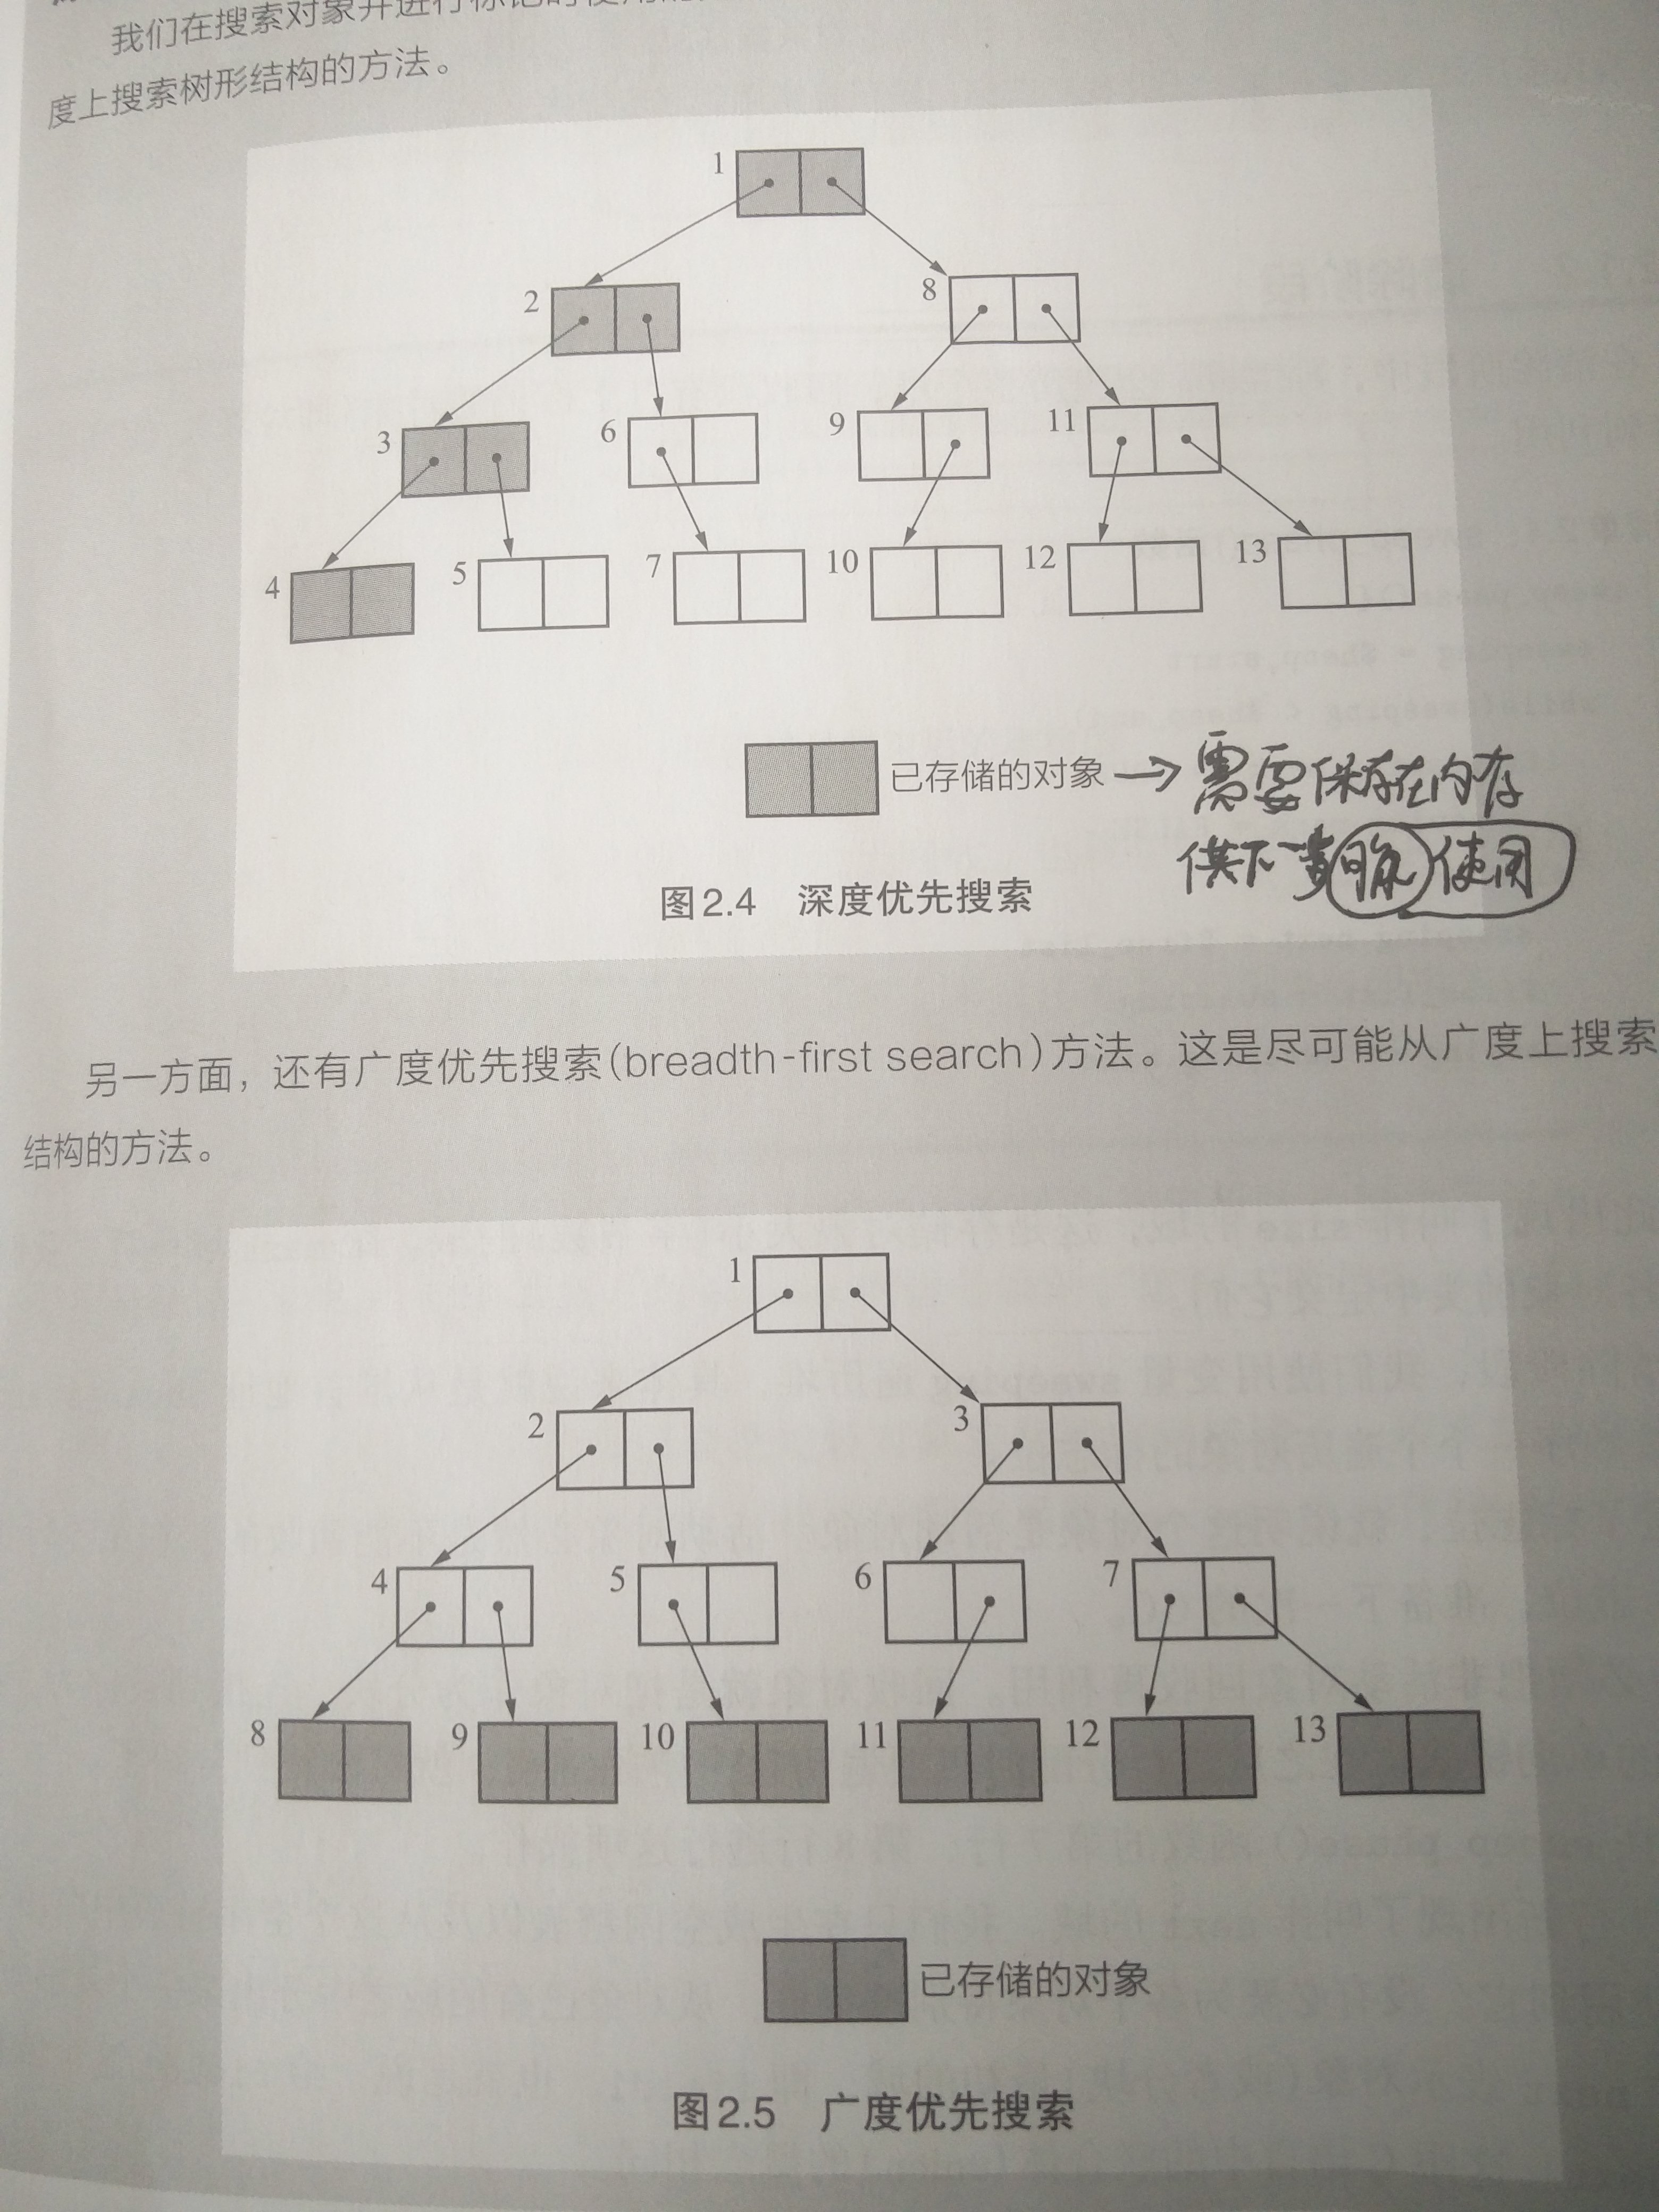 我们在搜索对象并进行标记时使用的
度上搜索树形结构的方法。
1
2
8
3
6
9
11
4
5
7
10
12
13
已存储的对象 → 需要保存在内存
供下一 使用
图2.4 深度优先搜索
另一方面，还有广度优先搜索(breadth-first search)方法。这是尽可能从广度上搜索
结构的方法。
1
2
3
4
5
6
7
8
9
10
11
12
13
已存储的对象
图2.5 广度优先搜索